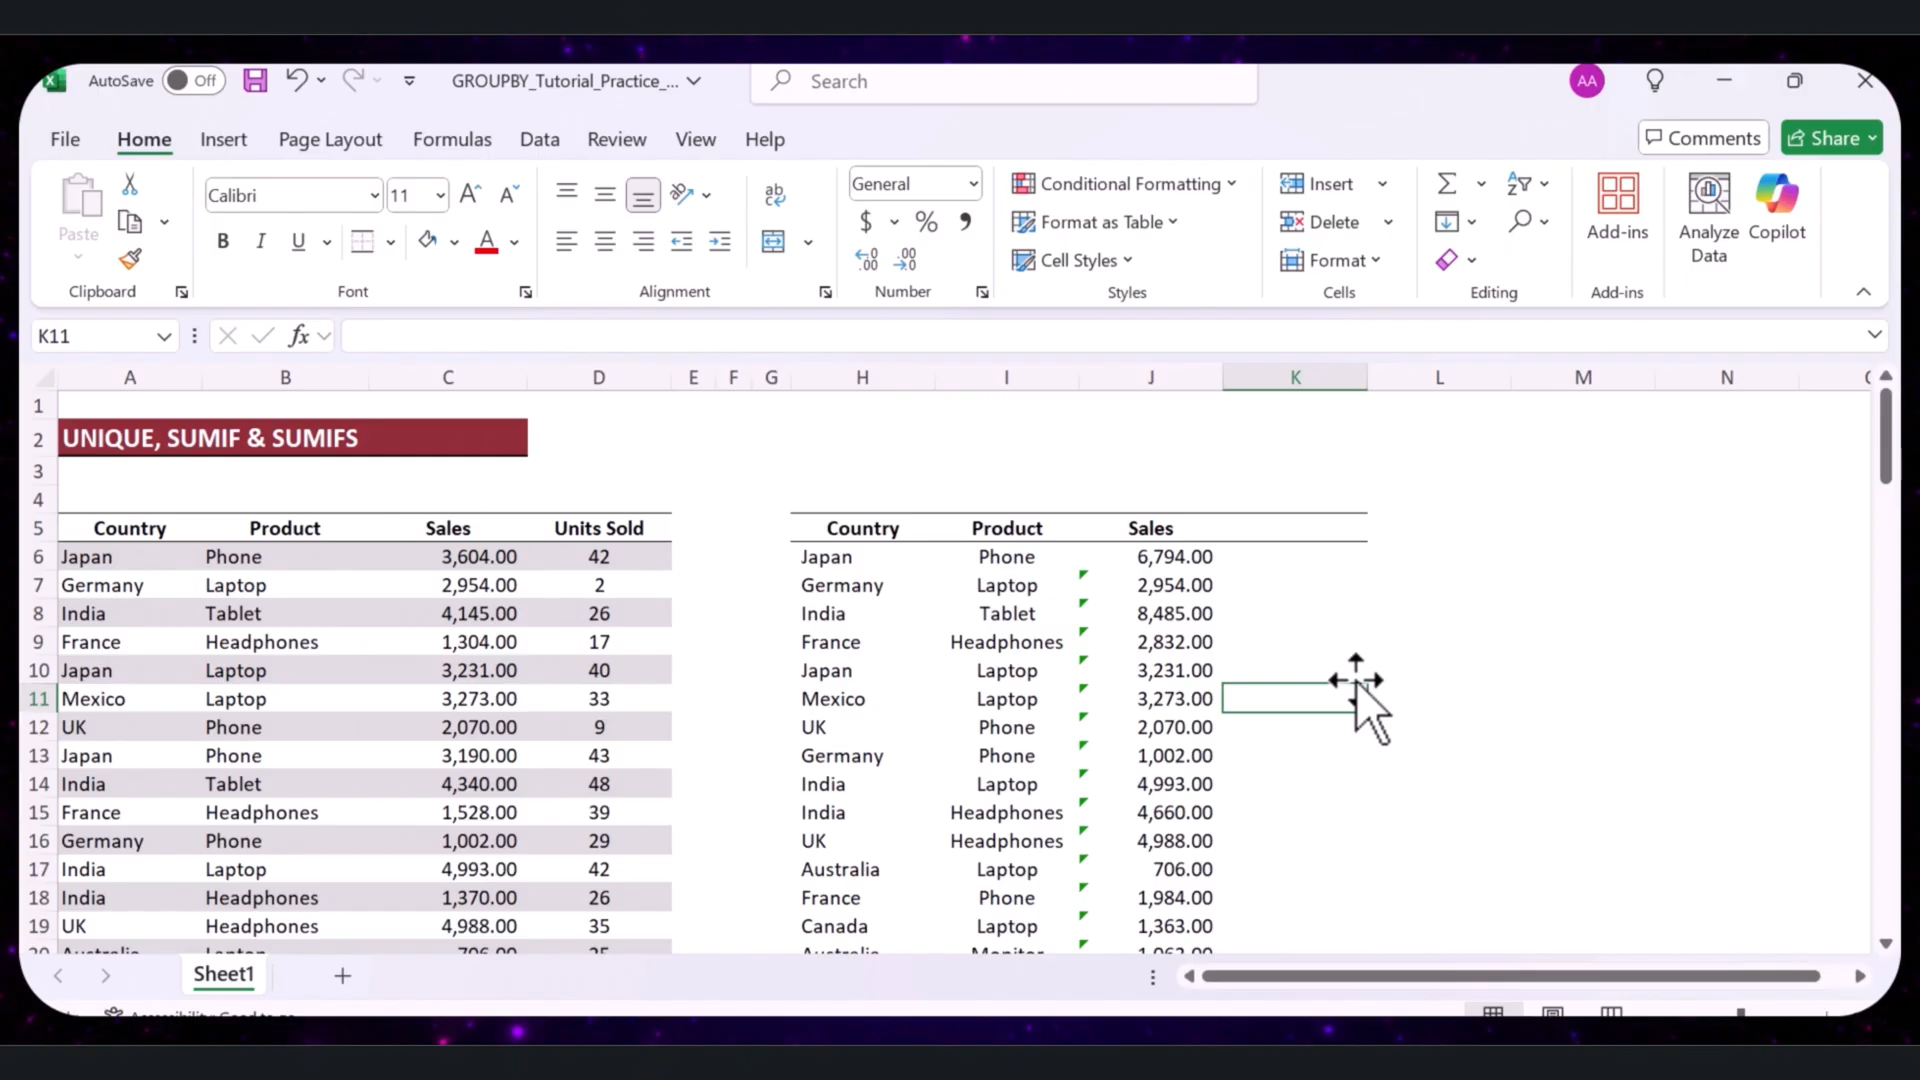 AutoSave Off GROUPBY_Tutorial_Practice_... Search AA
File Home Insert Page Layout Formulas Data Review View Help Comments Share
Paste Calibri 11 General Conditional Formatting Insert
B I U $ % Format as Table Delete Add-ins Analyze Data Copilot
Cell Styles Format
Clipboard Font Alignment Number Styles Cells Editing Add-ins
K11 fx
A B C D E F G H I J K L M N
1
2 UNIQUE, SUMIF & SUMIFS
3
4
5 Country Product Sales Units Sold Country Product Sales
6 Japan Phone 3,604.00 42 Japan Phone 6,794.00
7 Germany Laptop 2,954.00 2 Germany Laptop 2,954.00
8 India Tablet 4,145.00 26 India Tablet 8,485.00
9 France Headphones 1,304.00 17 France Headphones 2,832.00
10 Japan Laptop 3,231.00 40 Japan Laptop 3,231.00
11 Mexico Laptop 3,273.00 33 Mexico Laptop 3,273.00
12 UK Phone 2,070.00 9 UK Phone 2,070.00
13 Japan Phone 3,190.00 43 Germany Phone 1,002.00
14 India Tablet 4,340.00 48 India Laptop 4,993.00
15 France Headphones 1,528.00 39 India Headphones 4,660.00
16 Germany Phone 1,002.00 29 UK Headphones 4,988.00
17 India Laptop 4,993.00 42 Australia Laptop 706.00
18 India Headphones 1,370.00 26 France Phone 1,984.00
19 UK Headphones 4,988.00 35 Canada Laptop 1,363.00
Sheet1